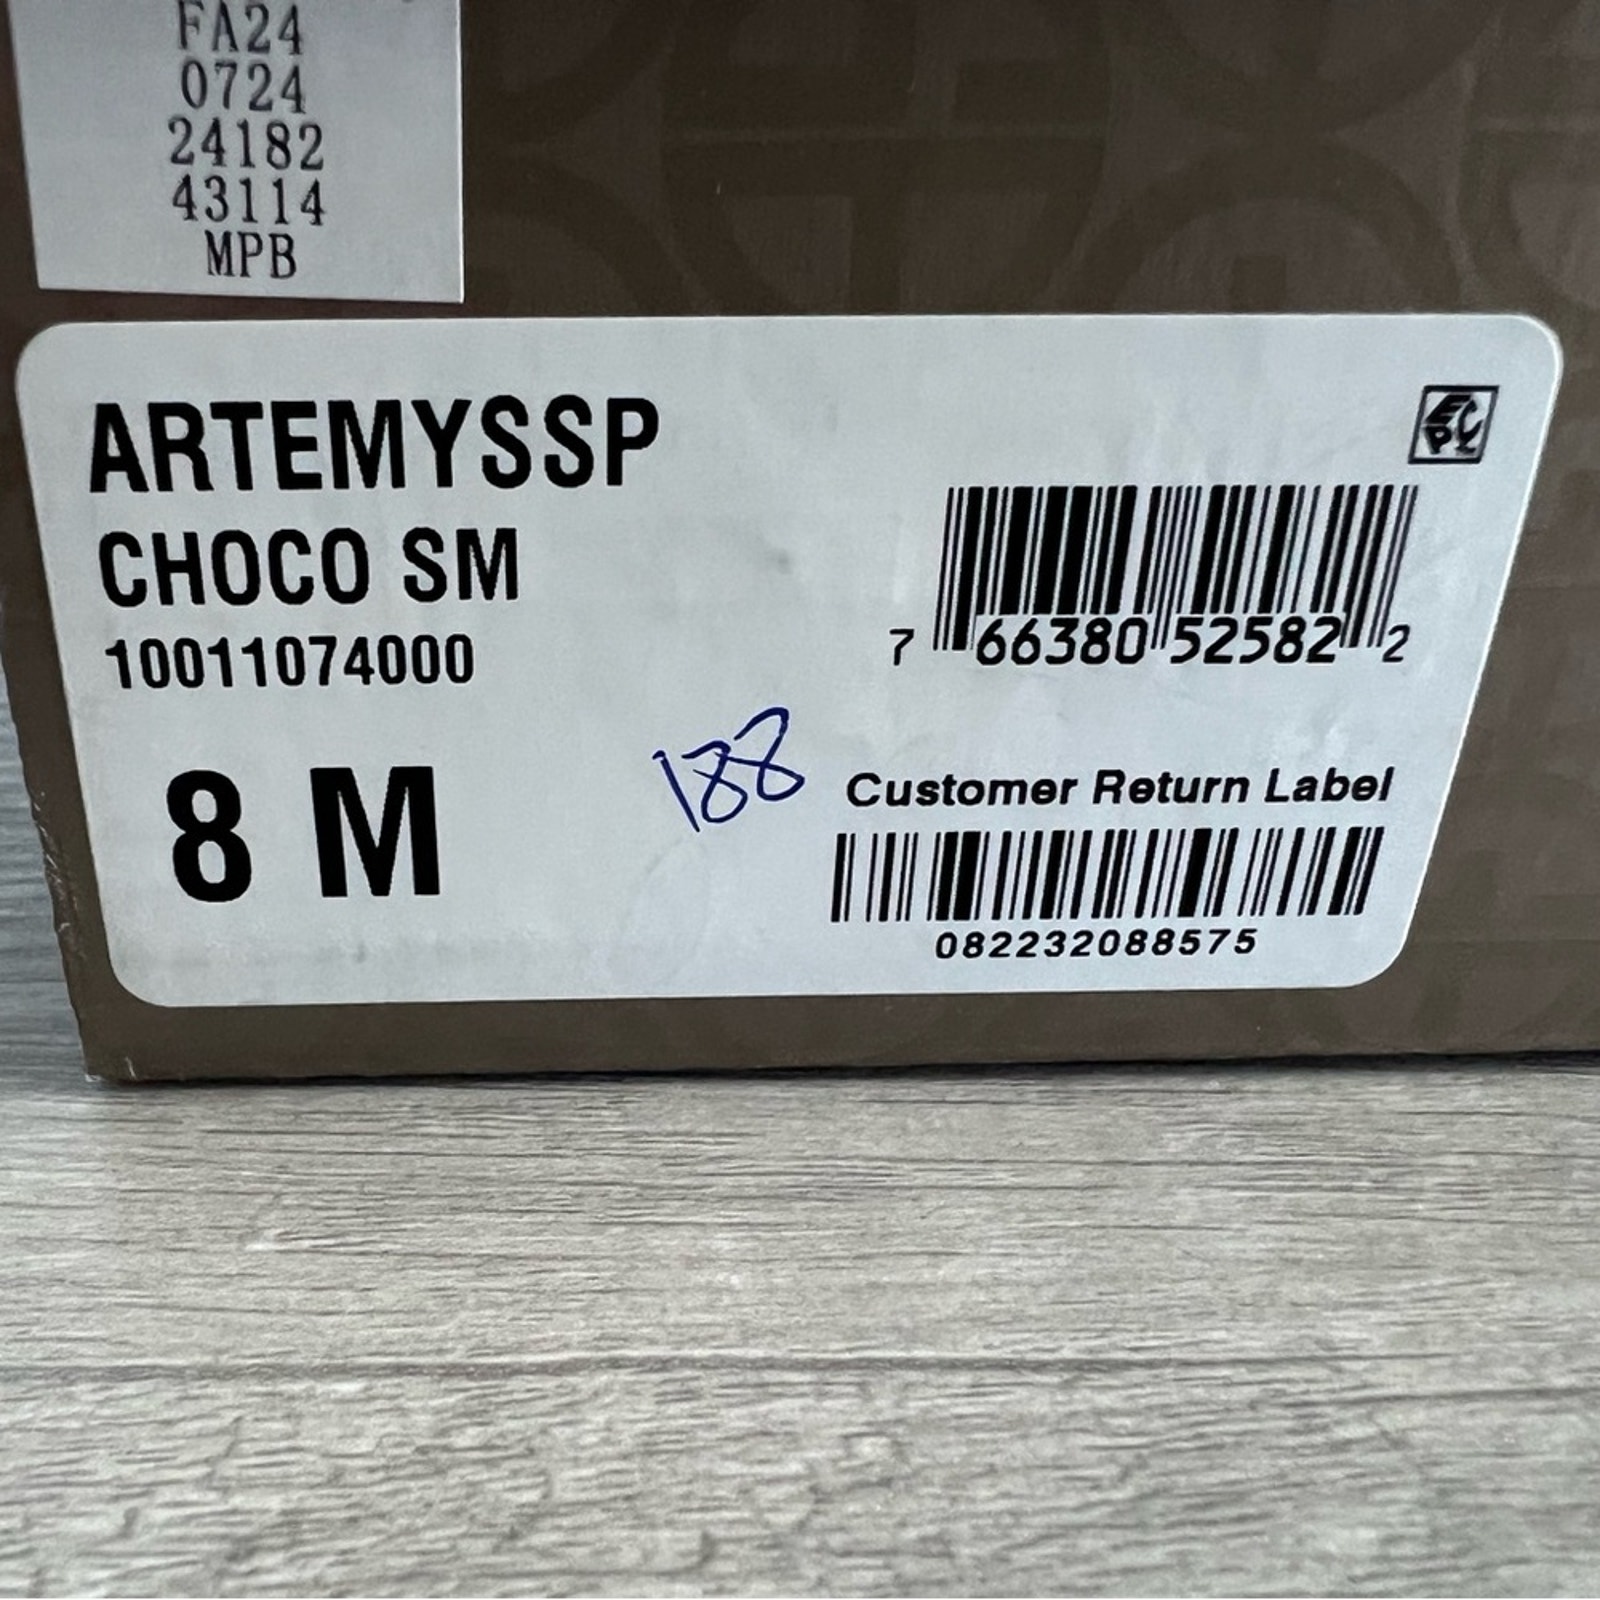 FA24
0724
24182
43114
MPB
ARTEMYSSP
CHOCO SM
10011074000
8 M
7 66380 52582 2
188
Customer Return Label
082232088575